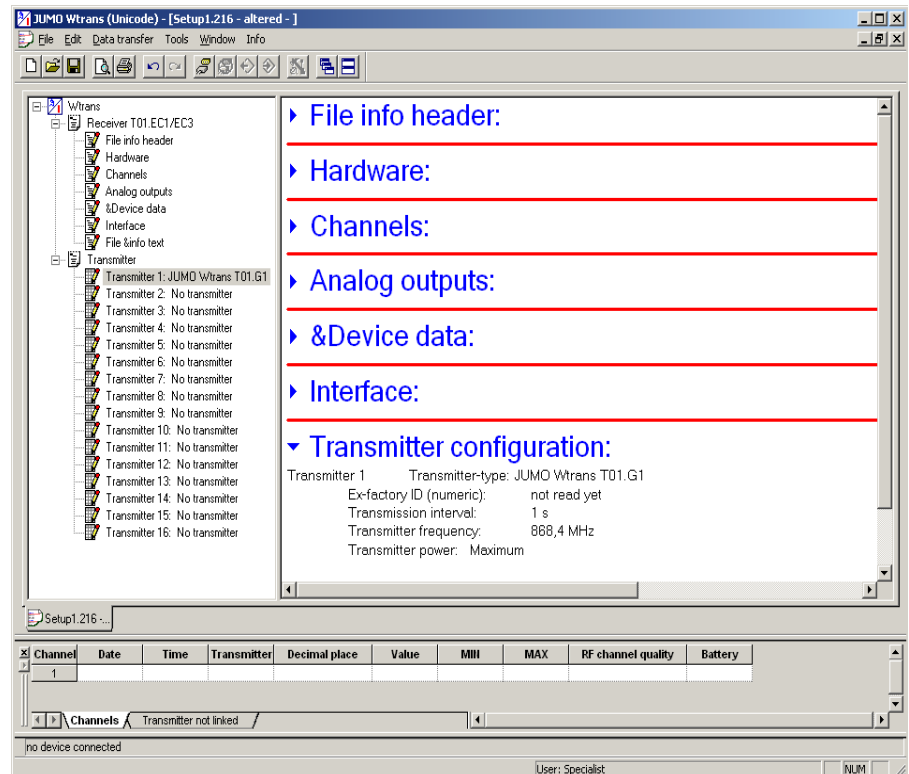 JUMO Wtrans (Unicode) - [Setup1.216 - altered - ]
File Edit Data transfer Tools Window Info
Wtrans
Receiver T01.EC1/EC3
File info header
Hardware
Channels
Analog outputs
&Device data
Interface
File &info text
Transmitter
Transmitter 1: JUMO Wtrans T01.G1
Transmitter 2: No transmitter
Transmitter 3: No transmitter
Transmitter 4: No transmitter
Transmitter 5: No transmitter
Transmitter 6: No transmitter
Transmitter 7: No transmitter
Transmitter 8: No transmitter
Transmitter 9: No transmitter
Transmitter 10: No transmitter
Transmitter 11: No transmitter
Transmitter 12: No transmitter
Transmitter 13: No transmitter
Transmitter 14: No transmitter
Transmitter 15: No transmitter
Transmitter 16: No transmitter
File info header:
Hardware:
Channels:
Analog outputs:
&Device data:
Interface:
Transmitter configuration:
Transmitter 1 Transmitter-type: JUMO Wtrans T01.G1
Ex-factory ID (numeric): not read yet
Transmission interval: 1 s
Transmitter frequency: 868,4 MHz
Transmitter power: Maximum
Setup1.216 -...
Channel Date Time Transmitter Decimal place Value MIN MAX RF channel quality Battery
1
Channels Transmitter not linked
no device connected
User: Specialist NUM